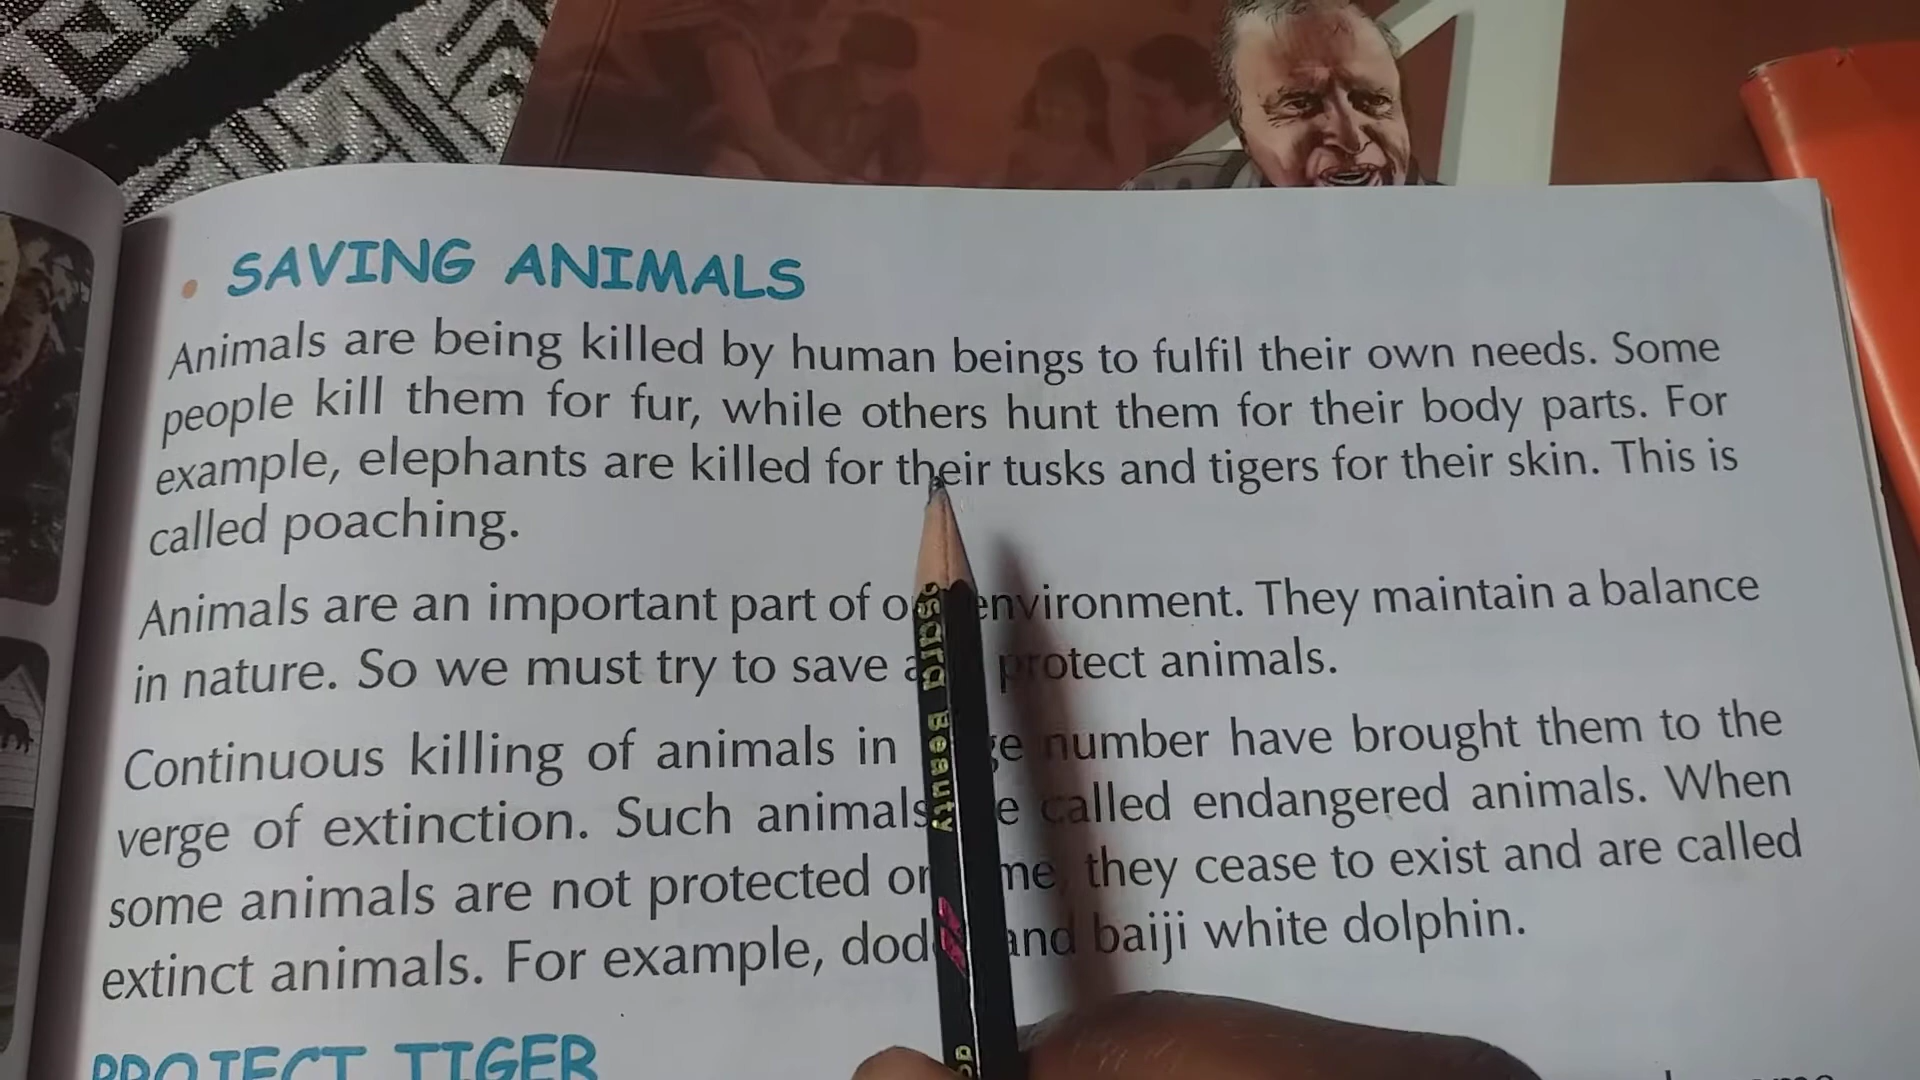 SAVING ANIMALS
Animals are being killed by human beings to fulfil their own needs. Some
people kill them for fur, while others hunt them for their body parts. For
example, elephants are killed for their tusks and tigers for their skin. This is
called poaching.
Animals are an important part of environment. They maintain a balance
in nature. So we must try to save protect animals.
Continuous killing of animals in number have brought them to the
verge of extinction. Such animals called endangered animals. When
some animals are not protected they cease to exist and are called
extinct animals. For example, and baiji white dolphin.
PROJECT TIGER
Beauty